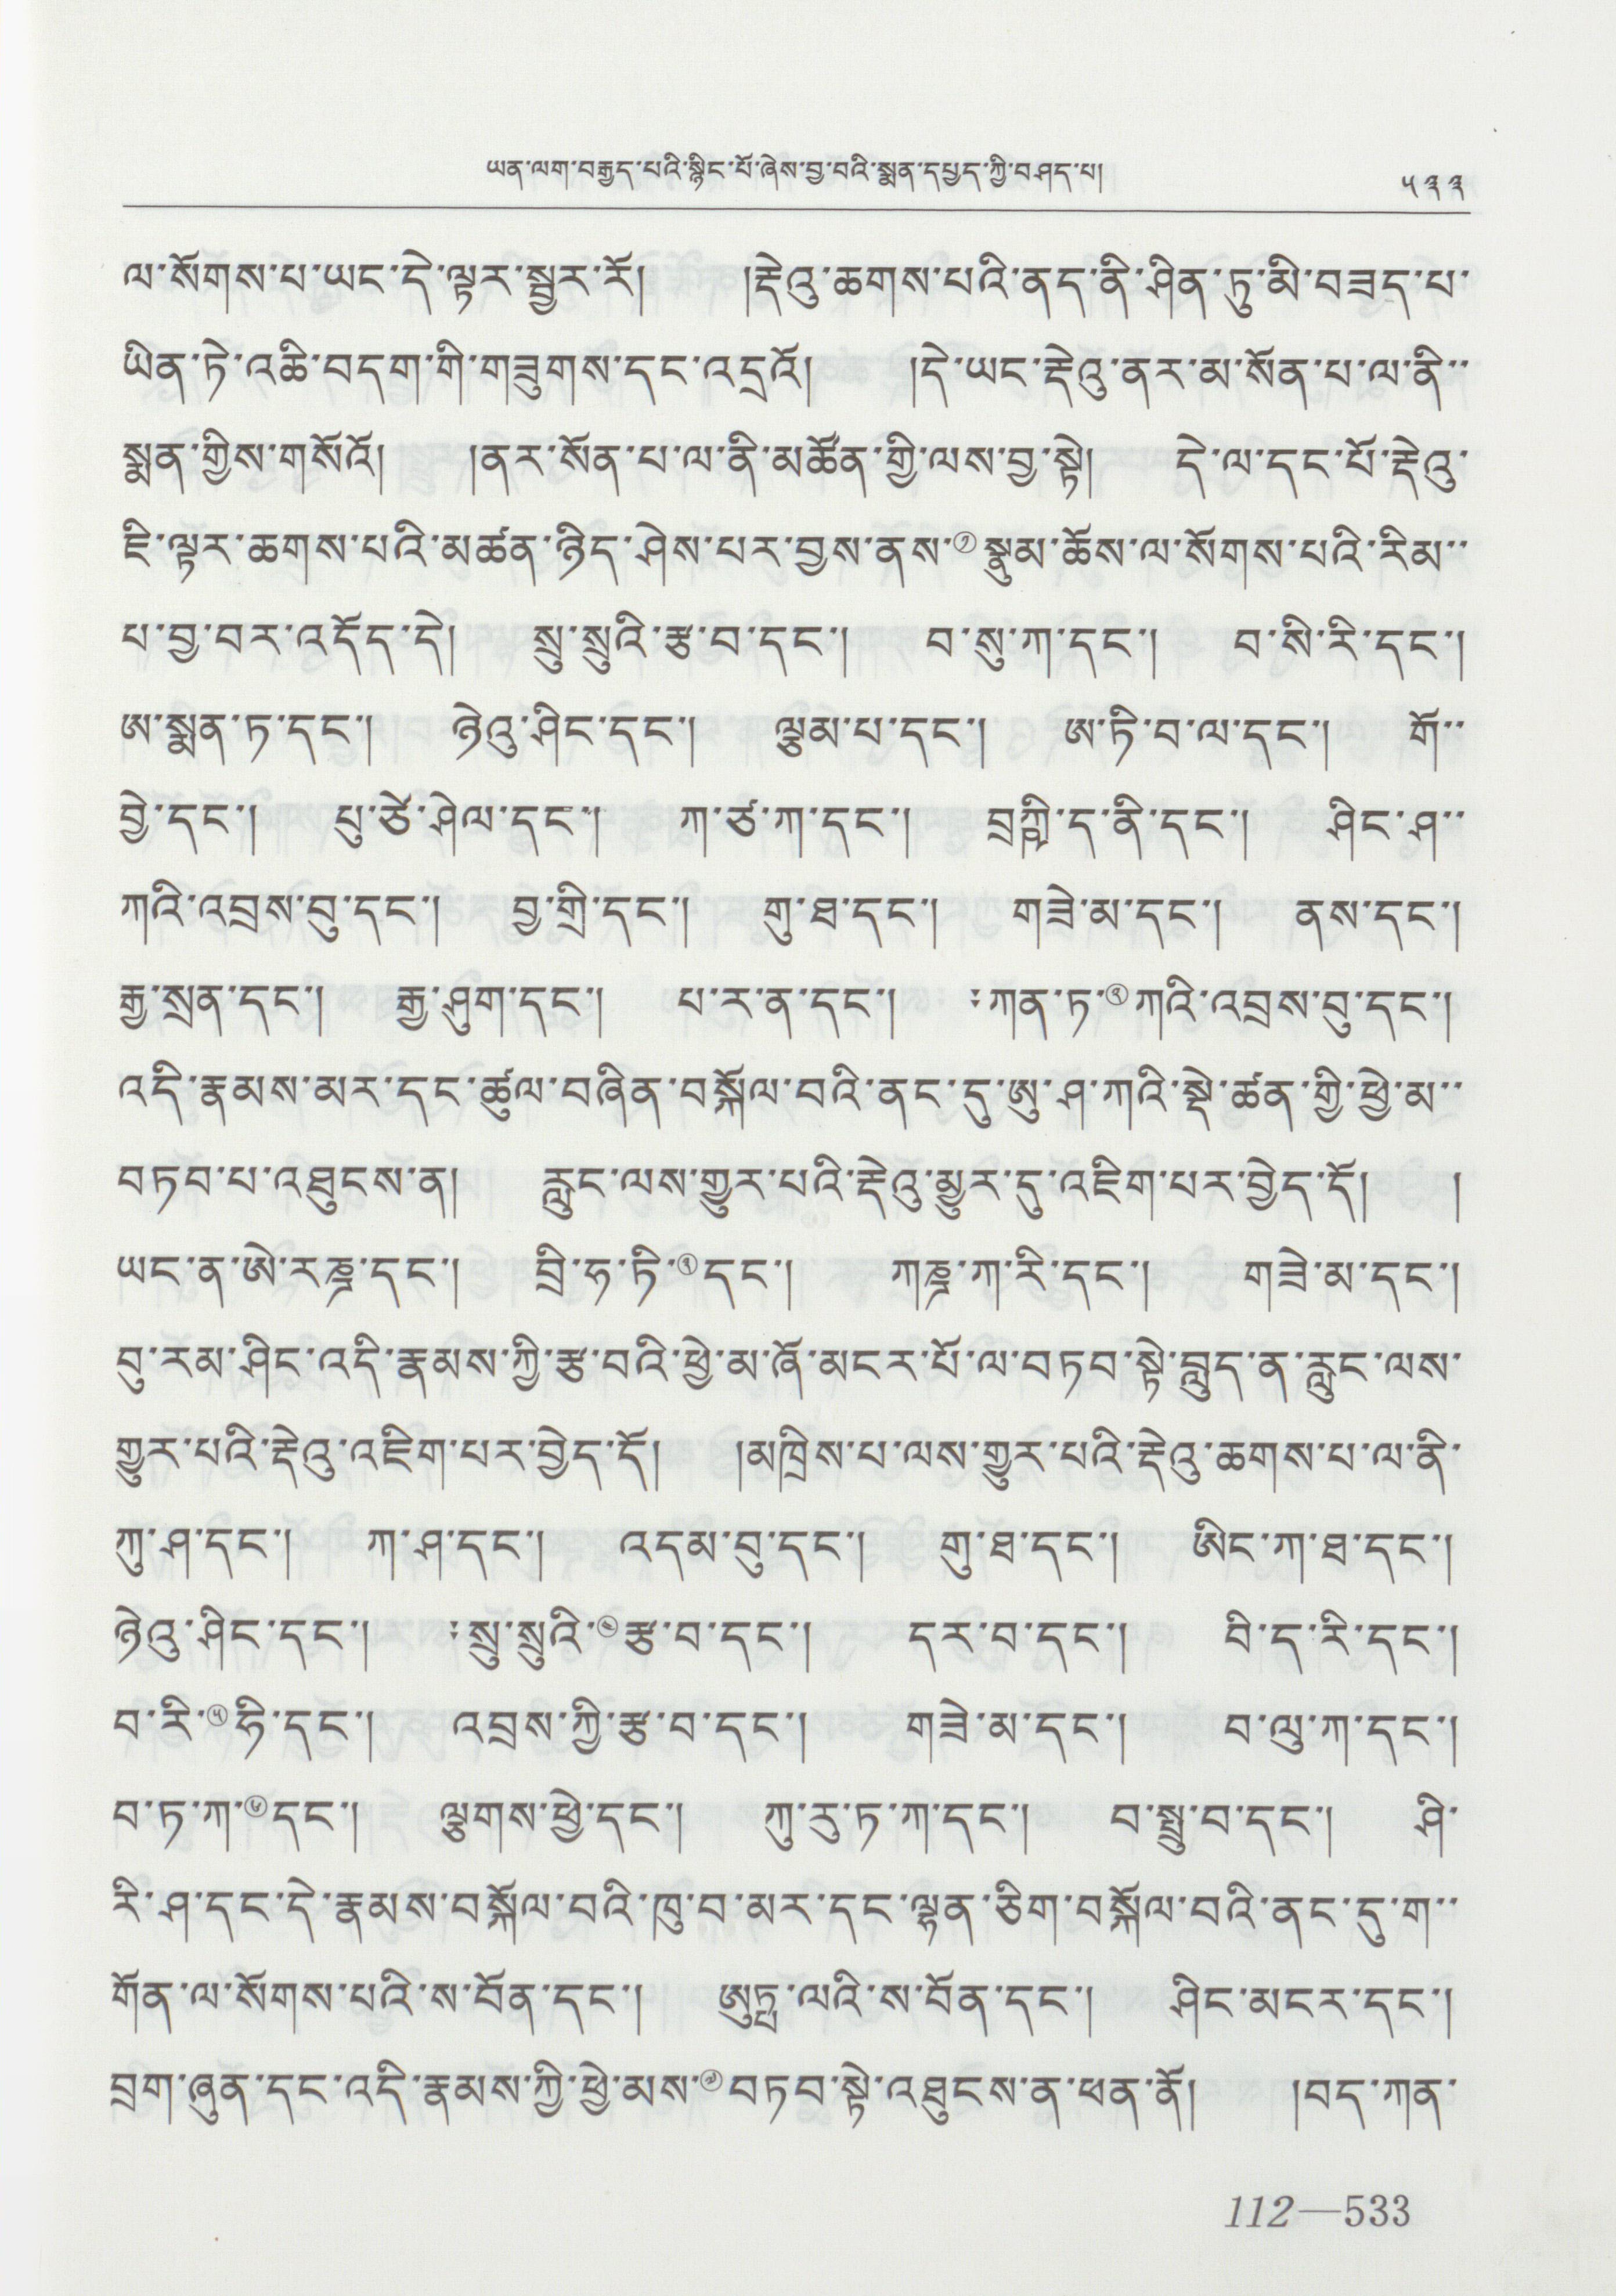 ཡན་ལག་བརྒྱད་པའི་སྙིང་པོ་ཞེས་བྱ་བའི་སྨན་དཔྱད་ཀྱི་བཤད་པ།
༥༣༣
ལ་སོགས་པ་ཡང་དེ་ལྟར་སྦྱར་རོ། །རྡེའུ་ཆགས་པའི་ནད་ནི་ཤིན་ཏུ་མི་བཟད་པ་
ཡིན་ཏེ་འཆི་བདག་གི་གཟུགས་དང་འདྲའོ། །དེ་ཡང་རྡེའུ་ནར་མ་སོན་པ་ལ་ནི་་
སྨན་གྱིས་གསོའོ། །ནར་སོན་པ་ལ་ནི་མཚོན་གྱི་ལས་བྱ་སྟེ། དེ་ལ་དང་པོ་རྡེའུ་
ཇི་ལྟར་ཆགས་པའི་མཚན་ཉིད་ཤེས་པར་བྱས་ནས་①སྣུམ་ཆོས་ལ་སོགས་པའི་རིམ་་
པ་བྱ་བར་འདོད་དེ། སྲུ་སྲུའི་རྩ་བ་དང་། བ་སུ་ཀ་དང་། བ་སི་རི་དང་།
ཨ་སྨན་ཏ་དང་། ཉེའུ་ཤིང་དང་། ལྕམ་པ་དང་། ཨ་ཏི་བ་ལ་དང་། གོ་་
བྱེ་དང་། པུ་ཙེ་ཤེལ་དང་། ཀ་ཙ་ཀ་དང་། བྲཀྵི་ད་ནི་དང་། ཤིང་ཤ་་
ཀའི་འབྲས་བུ་དང་། བྱ་གྲི་དང་། གུ་ཐ་དང་། གཟེ་མ་དང་། ནས་དང་།
རྒྱ་སྲན་དང་། རྒྱ་ཤུག་དང་། པ་ར་ན་དང་། ༔ཀན་ཏ་②ཀའི་འབྲས་བུ་དང་།
འདི་རྣམས་མར་དང་ཚུལ་བཞིན་བསྐོལ་བའི་ནང་དུ་ཨུ་ཤ་ཀའི་སྡེ་ཚན་གྱི་ཕྱེ་མ་་
བཏབ་པ་འཐུངས་ན། རླུང་ལས་གྱུར་པའི་རྡེའུ་མྱུར་དུ་འཇིག་པར་བྱེད་དོ། །
ཡང་ན་ཨེ་རཎྜ་དང་། བྲི་ཧ་ཏི་③དང་། ཀཎྜ་ཀ་རི་དང་། གཟེ་མ་དང་།
བུ་རམ་ཤིང་འདི་རྣམས་ཀྱི་རྩ་བའི་ཕྱེ་མ་ཞོ་མངར་པོ་ལ་བཏབ་སྟེ་བླུད་ན་རླུང་ལས་
གྱུར་པའི་རྡེའུ་འཇིག་པར་བྱེད་དོ། །མཁྲིས་པ་ལས་གྱུར་པའི་རྡེའུ་ཆགས་པ་ལ་ནི་
ཀུ་ཤ་དང་། ཀ་ཤ་དང་། འདམ་བུ་དང་། གུ་ཐ་དང་། ཨིང་ཀ་ཐ་དང་།
ཉེའུ་ཤིང་དང་། ༔སྲུ་སྲུའི་④རྩ་བ་དང་། དར་བ་དང་། བི་ད་རི་དང་།
བ་རི་⑤ཧི་དང་། འབྲས་ཀྱི་རྩ་བ་དང་། གཟེ་མ་དང་། བ་ལུ་ཀ་དང་།
བ་ཏ་ཀ་⑥དང་། ལྕགས་ཕྱེ་དང་། ཀུ་རུ་ཏ་ཀ་དང་། བ་སྤྲུ་བ་དང་། ཤི་
རི་ཤ་དང་དེ་རྣམས་བསྐོལ་བའི་ཁུ་བ་མར་དང་ལྷན་ཅིག་བསྐོལ་བའི་ནང་དུ་ག་་
གོན་ལ་སོགས་པའི་ས་བོན་དང་། ཨུཏྤལའི་ས་བོན་དང་། ཤིང་མངར་དང་།
བྲག་ཞུན་དང་འདི་རྣམས་ཀྱི་ཕྱེ་མས་⑦བཏབ་སྟེ་འཐུངས་ན་ཕན་ནོ། །བད་ཀན་
112—533